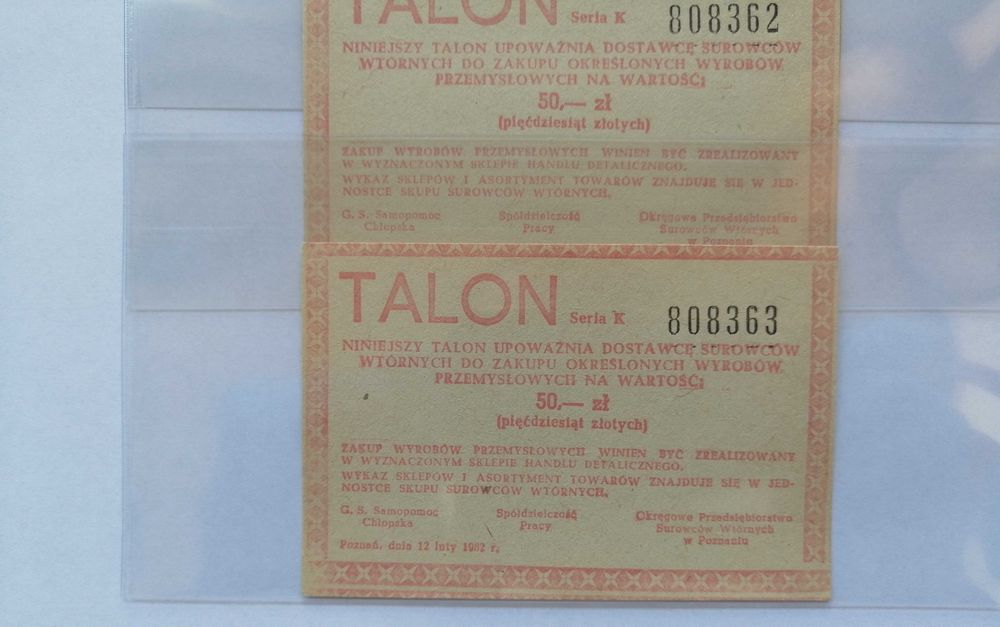 TALON Seria K 808362
NINIEJSZY TALON UPOWAŻNIA DOSTAWCĘ SUROWCÓW
WTÓRNYCH DO ZAKUPU OKREŚLONYCH WYROBÓW
PRZEMYSŁOWYCH NA WARTOŚĆ:
50,— zł
(pięćdziesiąt złotych)
ZAKUP WYROBÓW PRZEMYSŁOWYCH WINIEN BYĆ ZREALIZOWANY
W WYZNACZONYM SKLEPIE HANDLU DETALICZNEGO.
WYKAZ SKLEPÓW I ASORTYMENT TOWARÓW ZNAJDUJE SIĘ W JED-
NOSTCE SKUPU SUROWCÓW WTÓRNYCH.
G. S. Samopomoc Spółdzielczość Okręgowe Przedsiębiorstwo
Chłopska Pracy Surowców Wtórnych
w Poznaniu
TALON Seria K 808363
NINIEJSZY TALON UPOWAŻNIA DOSTAWCĘ SUROWCÓW
WTÓRNYCH DO ZAKUPU OKREŚLONYCH WYROBÓW
PRZEMYSŁOWYCH NA WARTOŚĆ:
50,— zł
(pięćdziesiąt złotych)
ZAKUP WYROBÓW PRZEMYSŁOWYCH WINIEN BYĆ ZREALIZOWANY
W WYZNACZONYM SKLEPIE HANDLU DETALICZNEGO.
WYKAZ SKLEPÓW I ASORTYMENT TOWARÓW ZNAJDUJE SIĘ W JED-
NOSTCE SKUPU SUROWCÓW WTÓRNYCH.
G. S. Samopomoc Spółdzielczość Okręgowe Przedsiębiorstwo
Chłopska Pracy Surowców Wtórnych
w Poznaniu
Poznań, dnia 12 luty 1982 r.